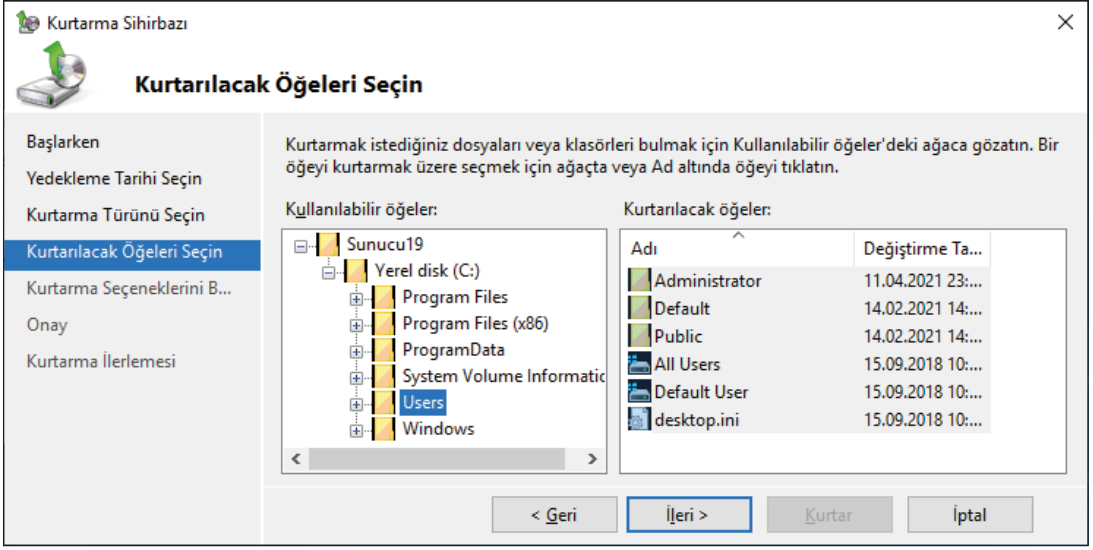 Kurtarma Sihirbazı
Kurtarılacak Öğeleri Seçin
Başlarken
Yedekleme Tarihi Seçin
Kurtarma Türünü Seçin
Kurtarılacak Öğeleri Seçin
Kurtarma Seçeneklerini B...
Onay
Kurtarma İlerlemesi
Kurtarmak istediğiniz dosyaları veya klasörleri bulmak için Kullanılabilir öğeler'deki ağaca gözatın. Bir
öğeyi kurtarmak üzere seçmek için ağaçta veya Ad altında öğeyi tıklatın.
Kullanılabilir öğeler:
Sunucu19
Yerel disk (C:)
Program Files
Program Files (x86)
ProgramData
System Volume Informatic
Users
Windows
Kurtarılacak öğeler:
Adı Değiştirme Ta...
Administrator 11.04.2021 23:...
Default 14.02.2021 14:...
Public 14.02.2021 14:...
All Users 15.09.2018 10:...
Default User 15.09.2018 10:...
desktop.ini 15.09.2018 10:...
< Geri İleri > Kurtar İptal